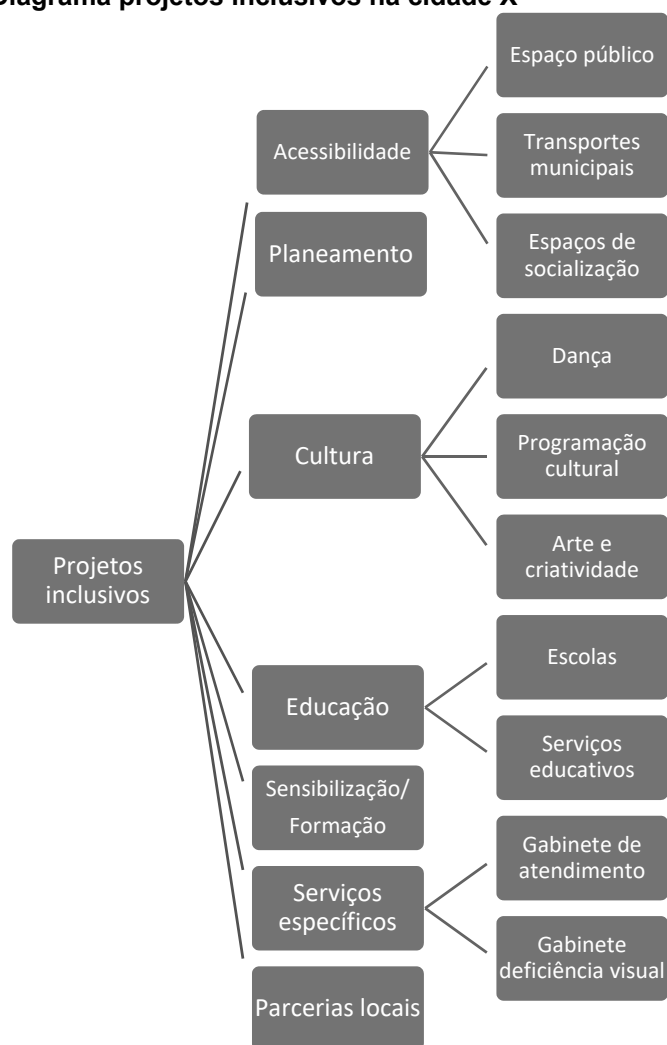 Diagrama projetos inclusivos na cidade X
Espaço público
Acessibilidade
Transportes
municipais
Espaços de
socialização
Planeamento
Dança
Cultura
Programação
cultural
Arte e
criatividade
Projetos
inclusivos
Escolas
Educação
Serviços
educativos
Sensibilização/
Formação
Gabinete de
atendimento
Serviços
específicos
Gabinete
deficiência visual
Parcerias locais